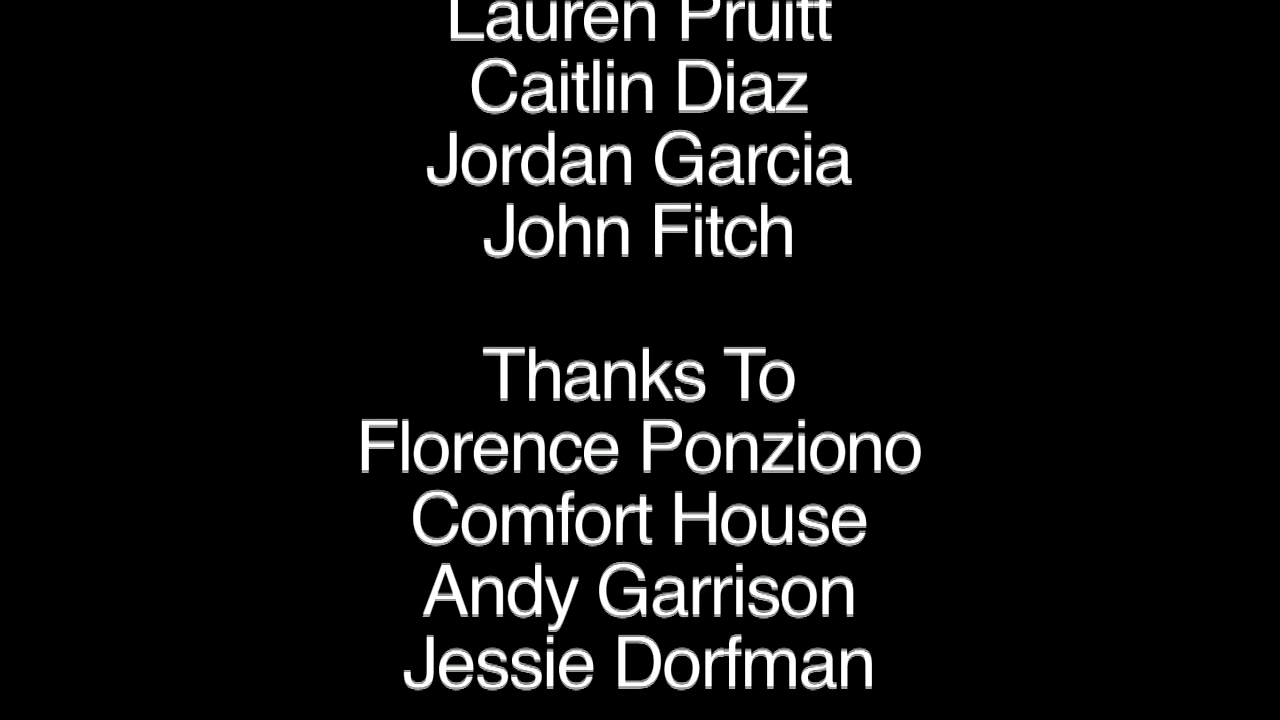 Lauren Pruitt
Caitlin Diaz
Jordan Garcia
John Fitch
Thanks To
Florence Ponziono
Comfort House
Andy Garrison
Jessie Dorfman